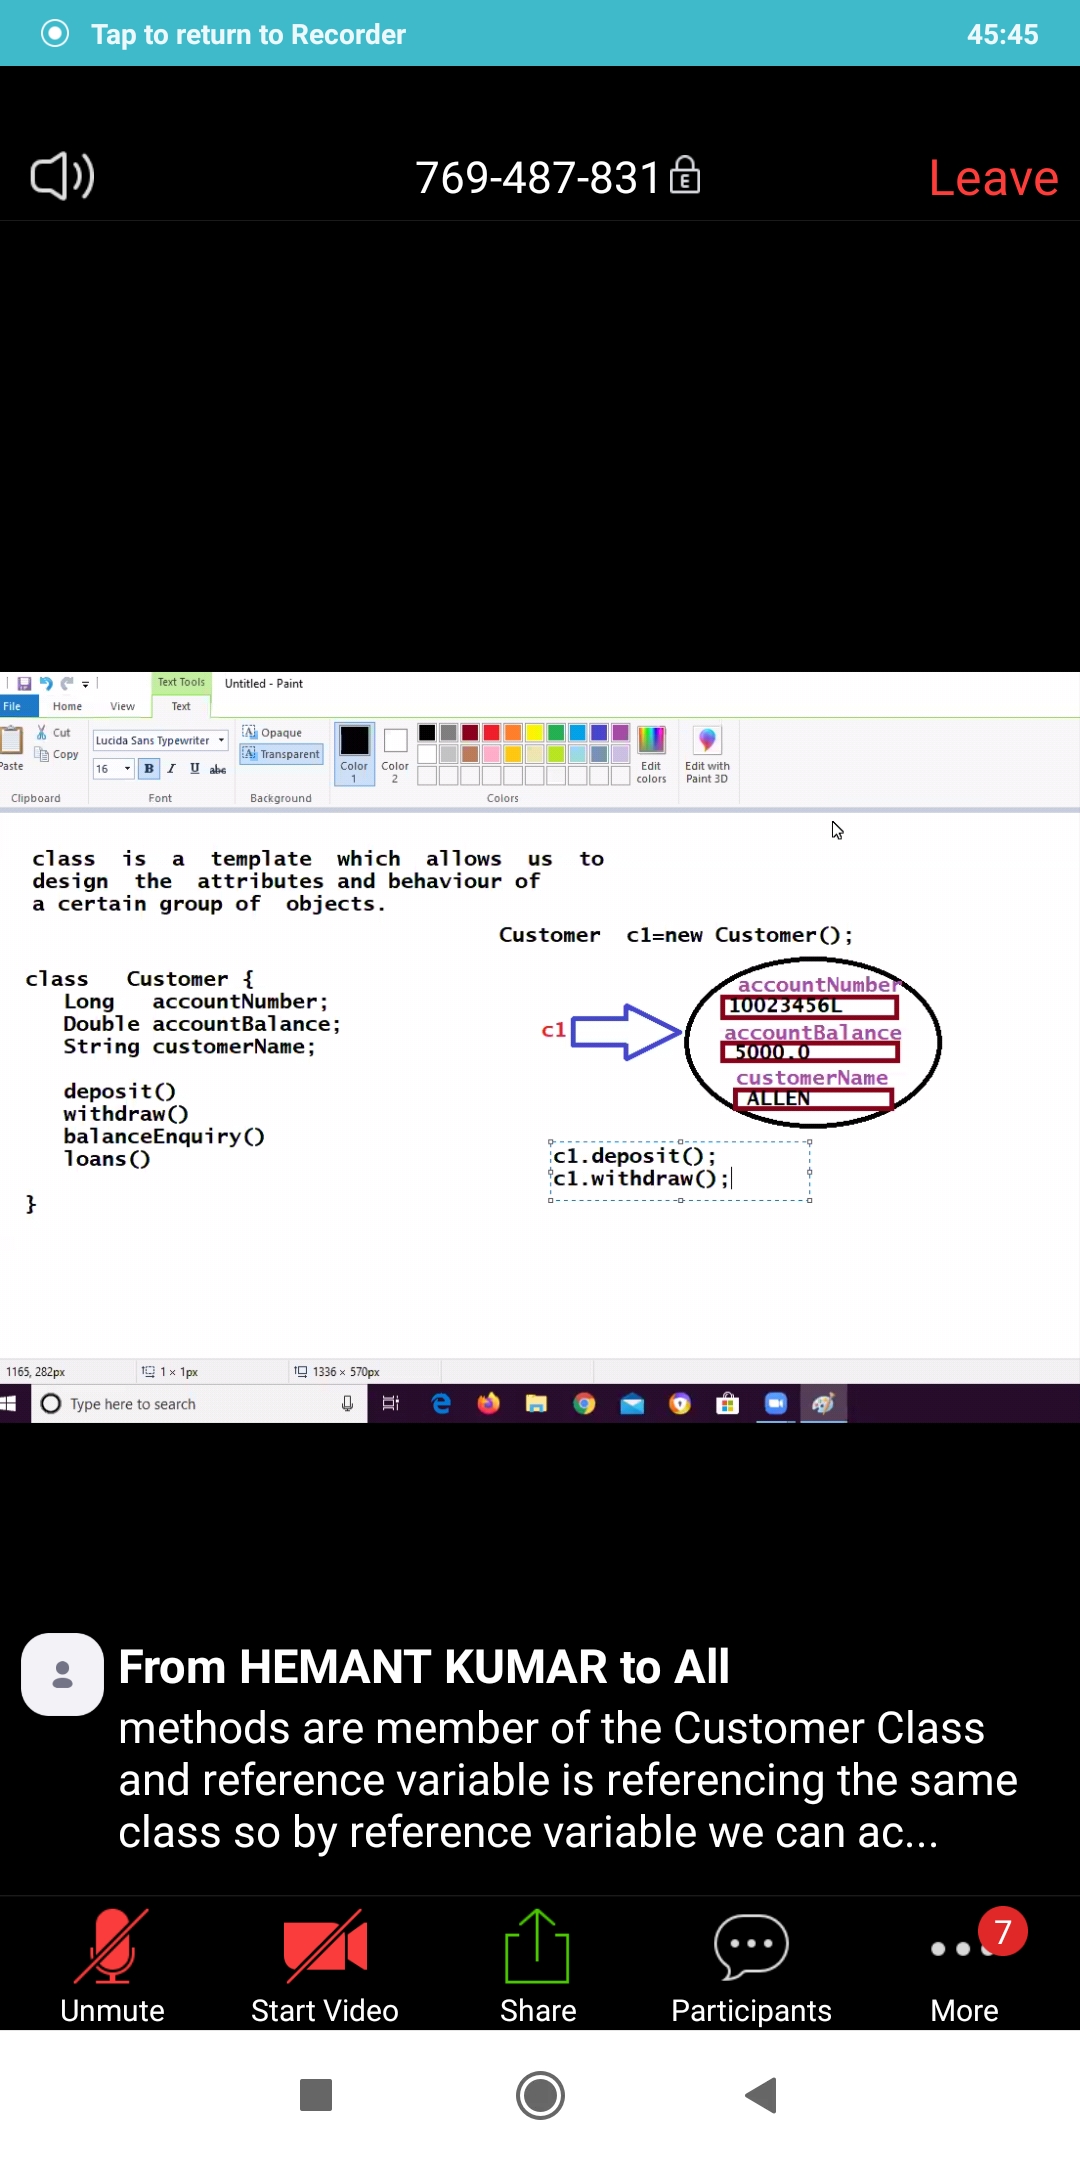 Tap to return to Recorder 45:45
769-487-831 Leave
Text Tools Untitled - Paint
File Home View Text
Cut
Copy
Paste
Clipboard
Lucida Sans Typewriter
16 B I U abc
Font
Opaque
Transparent
Background
Color 1
Color 2
Edit colors
Colors
Edit with Paint 3D
class is a template which allows us to
design the attributes and behaviour of
a certain group of objects.
Customer c1=new Customer();
class Customer {
Long accountNumber;
Double accountBalance;
String customerName;
deposit()
withdraw()
balanceEnquiry()
loans()
}
c1
accountNumber
10023456L
accountBalance
5000.0
customerName
ALLEN
c1.deposit();
c1.withdraw();
1165, 282px 1 × 1px 1336 × 570px
Type here to search
From HEMANT KUMAR to All
methods are member of the Customer Class
and reference variable is referencing the same
class so by reference variable we can ac...
7
Unmute Start Video Share Participants More